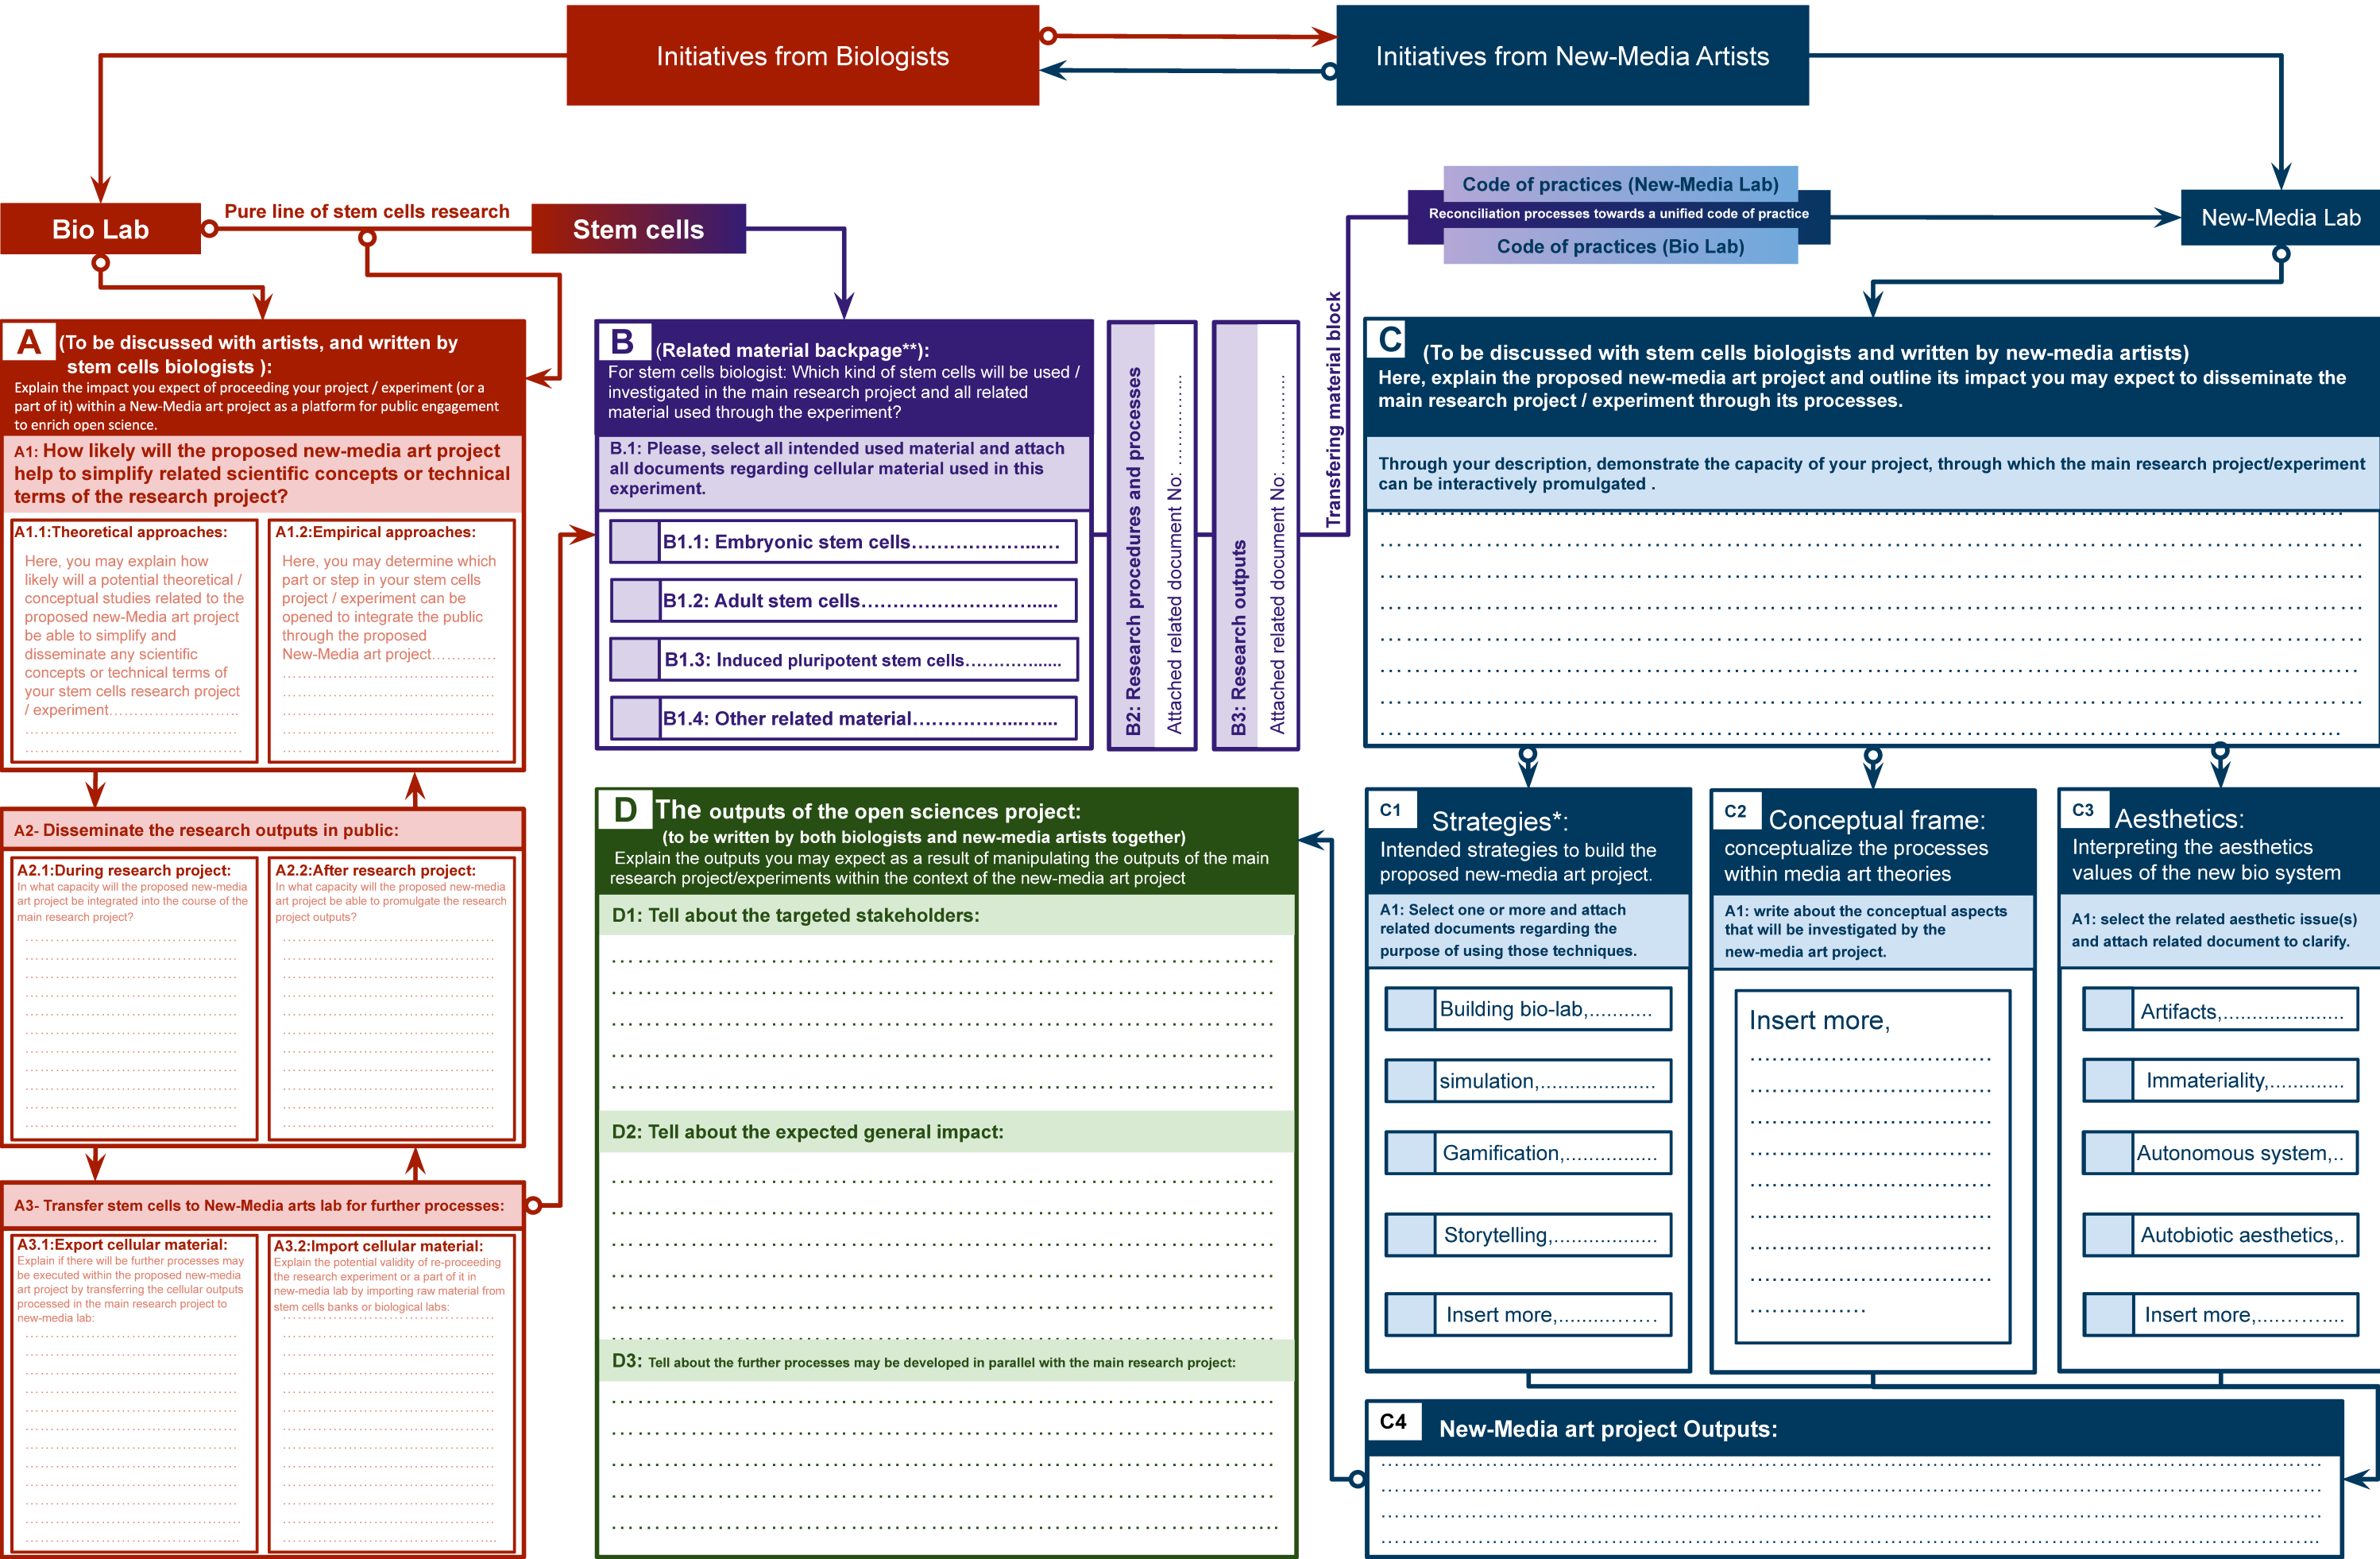 Initiatives from Biologists
Initiatives from New-Media Artists
Bio Lab
Pure line of stem cells research
Stem cells
Code of practices (New-Media Lab)
Reconciliation processes towards a unified code of practice
Code of practices (Bio Lab)
New-Media Lab
A
(To be discussed with artists, and written by
stem cells biologists ):
Explain the impact you expect of proceeding your project / experiment (or a
part of it) within a New-Media art project as a platform for public engagement
to enrich open science.
A1: How likely will the proposed new-media art project
help to simplify related scientific concepts or technical
terms of the research project?
A1.1:Theoretical approaches:
Here, you may explain how
likely will a potential theoretical /
conceptual studies related to the
proposed new-Media art project
be able to simplify and
disseminate any scientific
concepts or technical terms of
your stem cells research project
/ experiment……………………..
A1.2:Empirical approaches:
Here, you may determine which
part or step in your stem cells
project / experiment can be
opened to integrate the public
through the proposed
New-Media art project…………
A2- Disseminate the research outputs in public:
A2.1:During research project:
In what capacity will the proposed new-media
art project be integrated into the course of the
main research project?
A2.2:After research project:
In what capacity will the proposed new-media
art project be able to promulgate the research
project outputs?
A3- Transfer stem cells to New-Media arts lab for further processes:
A3.1:Export cellular material:
Explain if there will be further processes may
be executed within the proposed new-media
art project by transferring the cellular outputs
processed in the main research project to
new-media lab:
A3.2:Import cellular material:
Explain the potential validity of re-proceeding
the research experiment or a part of it in
new-media lab by importing raw material from
stem cells banks or biological labs:
B
(Related material backpage**):
For stem cells biologist: Which kind of stem cells will be used /
investigated in the main research project and all related
material used through the experiment?
B.1: Please, select all intended used material and attach
all documents regarding cellular material used in this
experiment.
B1.1: Embryonic stem cells…………………...….
B1.2: Adult stem cells……………………….....
B1.3: Induced pluripotent stem cells………….......
B1.4: Other related material……………...…...
B2: Research procedures and processes
Attached related document No: ……………
B3: Research outputs
Attached related document No: ……………
Transfering material block
C
(To be discussed with stem cells biologists and written by new-media artists)
Here, explain the proposed new-media art project and outline its impact you may expect to disseminate the
main research project / experiment through its processes.
Through your description, demonstrate the capacity of your project, through which the main research project/experiment
can be interactively promulgated .
D
The outputs of the open sciences project:
(to be written by both biologists and new-media artists together)
Explain the outputs you may expect as a result of manipulating the outputs of the main
research project/experiments within the context of the new-media art project
D1: Tell about the targeted stakeholders:
D2: Tell about the expected general impact:
D3: Tell about the further processes may be developed in parallel with the main research project:
C1
Strategies*:
Intended strategies to build the
proposed new-media art project.
A1: Select one or more and attach
related documents regarding the
purpose of using those techniques.
Building bio-lab,...........
simulation,....................
Gamification,................
Storytelling,..................
Insert more,.........…….
C2
Conceptual frame:
conceptualize the processes
within media art theories
A1: write about the conceptual aspects
that will be investigated by the
new-media art project.
Insert more,
C3
Aesthetics:
Interpreting the aesthetics
values of the new bio system
A1: select the related aesthetic issue(s)
and attach related document to clarify.
Artifacts,.....................
Immateriality,.............
Autonomous system,..
Autobiotic aesthetics,.
Insert more,....……....
C4
New-Media art project Outputs: